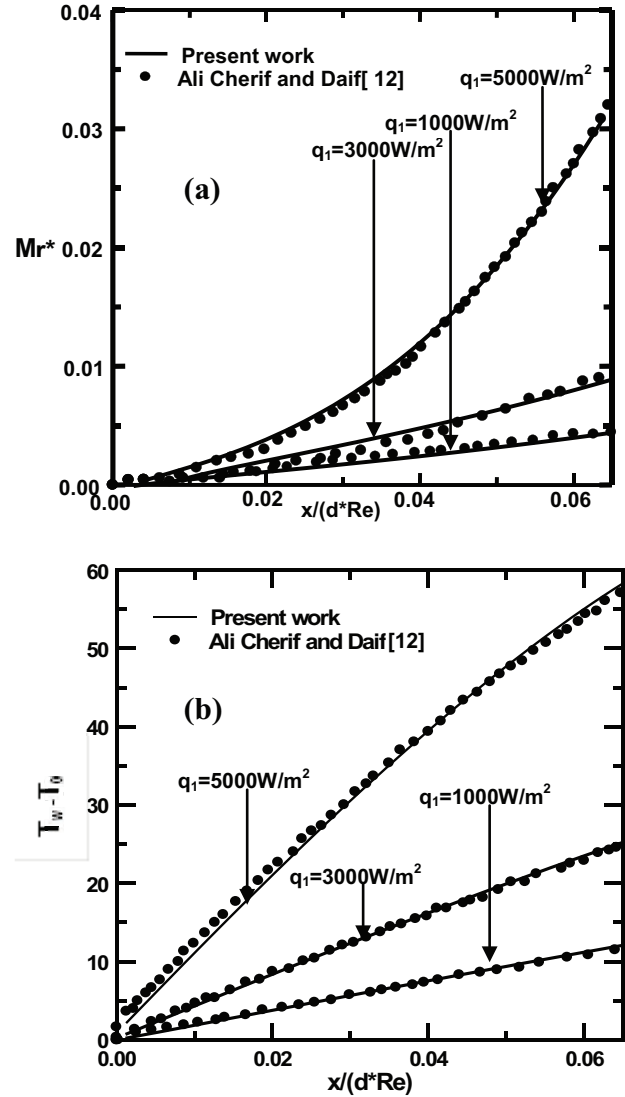 0.04
Present work
Ali Cherif and Daif[ 12]
q1=5000W/m²
q1=1000W/m²
q1=3000W/m²
0.03
(a)
Mr*
0.02
0.01
0.00
0.00
0.02
0.04
0.06
x/(d*Re)
60
Present work
Ali Cherif and Daif[12]
50
(b)
40
q1=5000W/m²
q1=1000W/m²
30
Tw -T0
20
q1=3000W/m²
10
0
0.00
0.02
0.04
0.06
x/(d*Re)